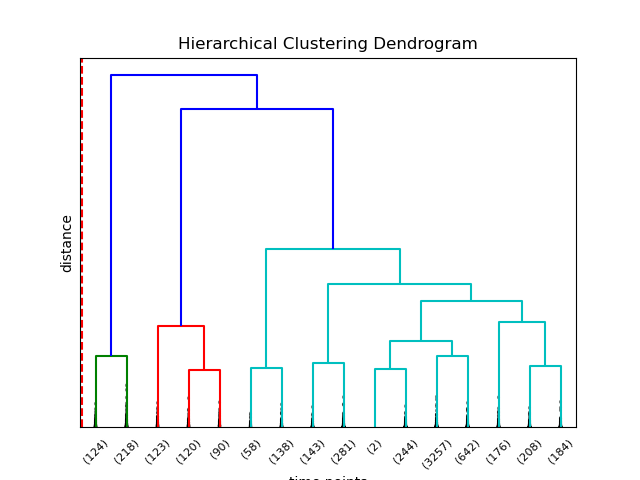 Hierarchical Clustering Dendrogram
distance
(124) (218) (123) (120) (90) (58) (138) (143) (281) (2) (244) (3257) (642) (176) (208) (184)
time points